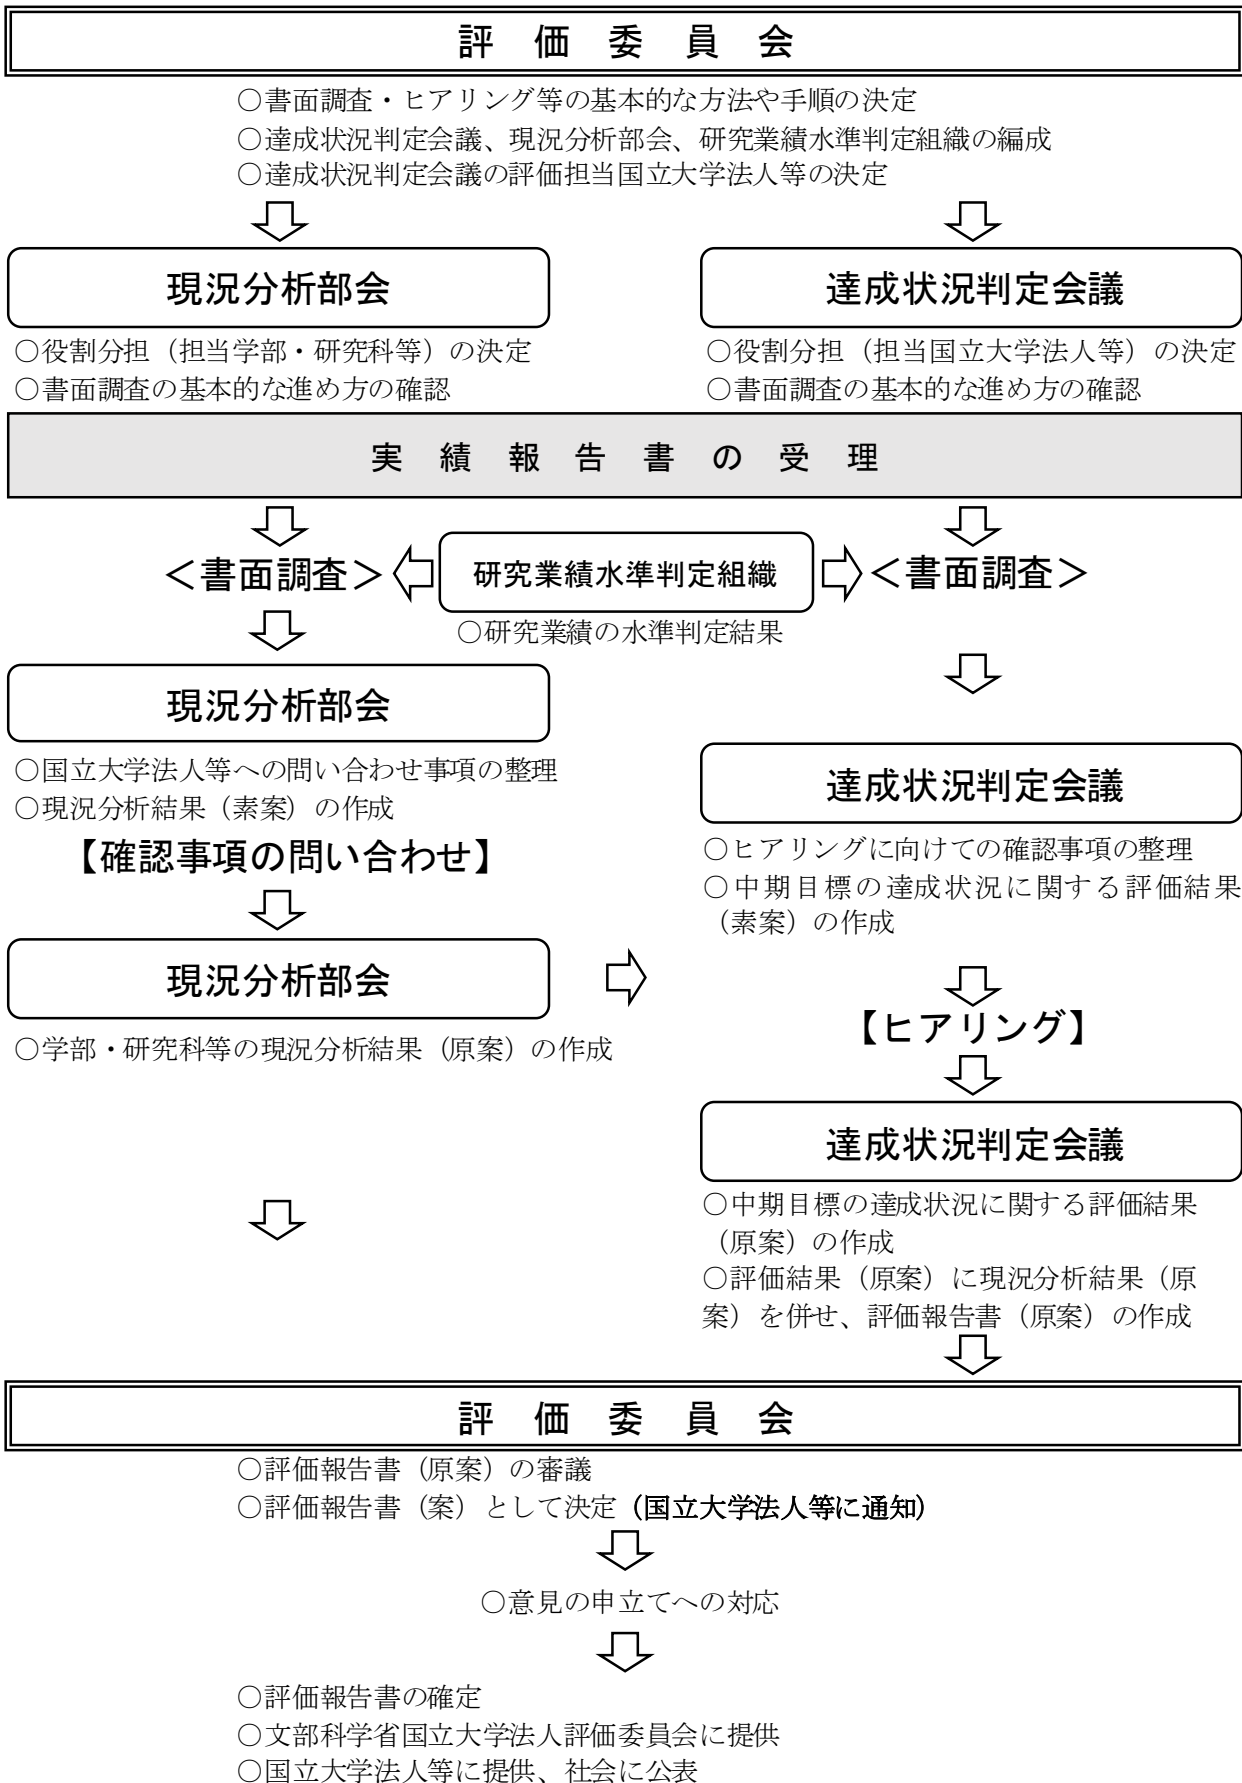 評価委員会
○書面調査・ヒアリング等の基本的な方法や手順の決定
○達成状況判定会議、現況分析部会、研究業績水準判定組織の編成
○達成状況判定会議の評価担当国立大学法人等の決定
現況分析部会
○役割分担（担当学部・研究科等）の決定
○書面調査の基本的な進め方の確認
達成状況判定会議
○役割分担（担当国立大学法人等）の決定
○書面調査の基本的な進め方の確認
実績報告書の受理
＜書面調査＞
研究業績水準判定組織
＜書面調査＞
○研究業績の水準判定結果
現況分析部会
○国立大学法人等への問い合わせ事項の整理
○現況分析結果（素案）の作成
【確認事項の問い合わせ】
現況分析部会
○学部・研究科等の現況分析結果（原案）の作成
達成状況判定会議
○ヒアリングに向けての確認事項の整理
○中期目標の達成状況に関する評価結果
（素案）の作成
【ヒアリング】
達成状況判定会議
○中期目標の達成状況に関する評価結果
（原案）の作成
○評価結果（原案）に現況分析結果（原
案）を併せ、評価報告書（原案）の作成
評価委員会
○評価報告書（原案）の審議
○評価報告書（案）として決定（国立大学法人等に通知）
○意見の申立てへの対応
○評価報告書の確定
○文部科学省国立大学法人評価委員会に提供
○国立大学法人等に提供、社会に公表